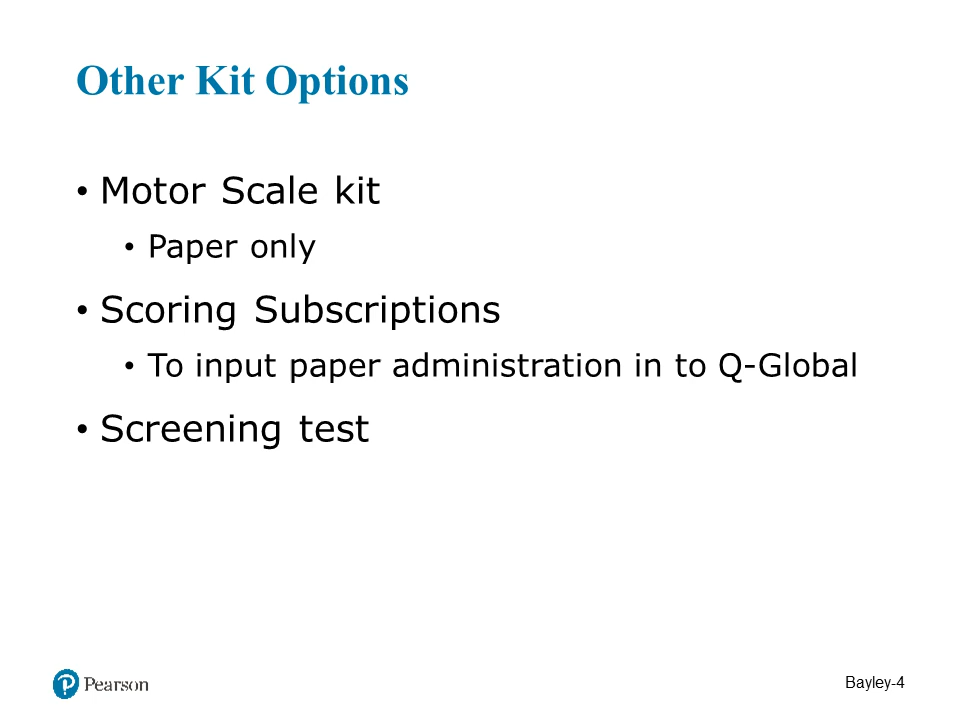 Other Kit Options
• Motor Scale kit
• Paper only
• Scoring Subscriptions
• To input paper administration in to Q-Global
• Screening test
Pearson
Bayley-4